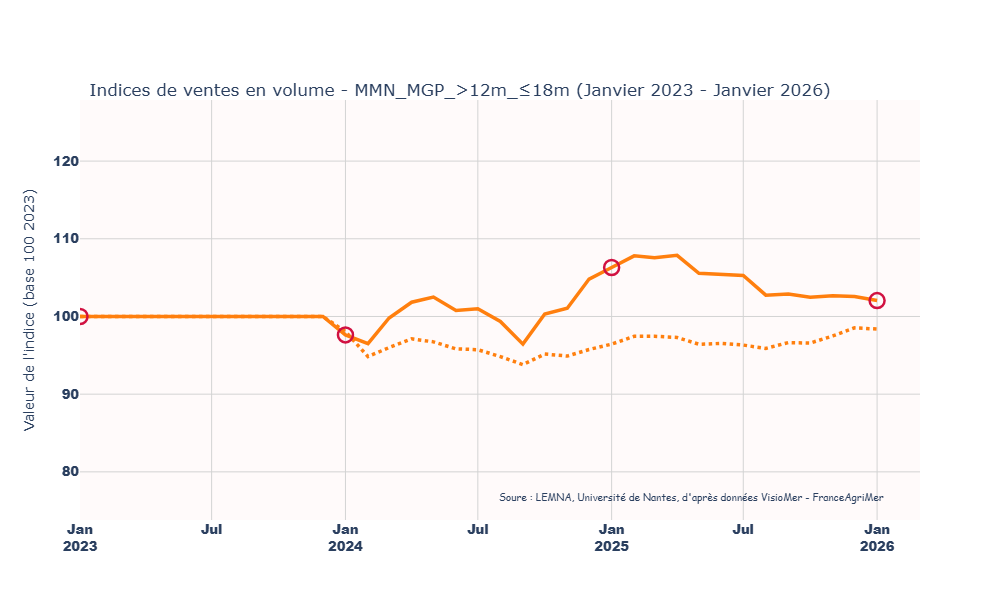 Indices de ventes en volume - MMN_MGP_>12m_≤18m (Janvier 2023 - Janvier 2026)
Valeur de l'indice (base 100 2023)
120
110
100
90
80
Soure : LEMNA, Université de Nantes, d'après données VisioMer - FranceAgriMer
Jan Jul Jan Jul Jan Jul Jan
2023 2024 2025 2026